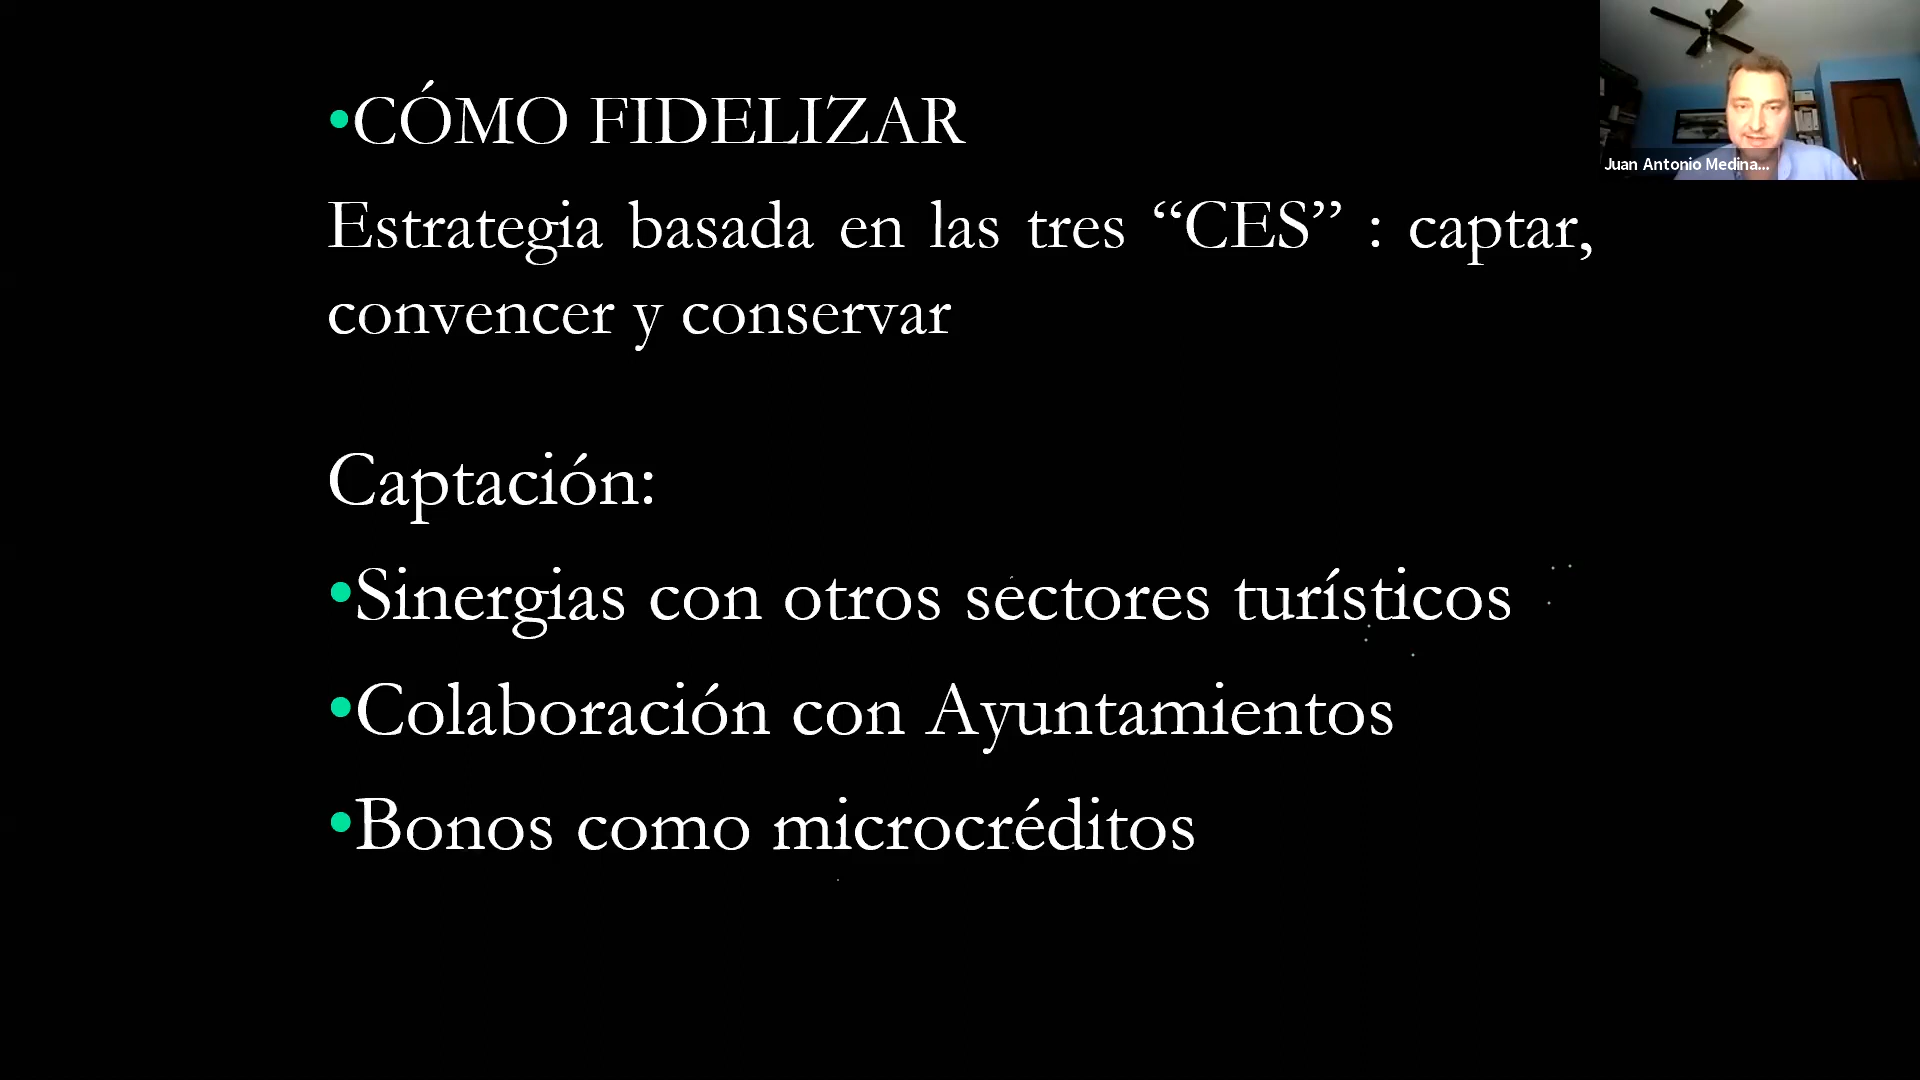 •CÓMO FIDELIZAR
Estrategia basada en las tres “CES” : captar,
convencer y conservar
Captación:
•Sinergias con otros sectores turísticos
•Colaboración con Ayuntamientos
•Bonos como microcréditos
Juan Antonio Medina...